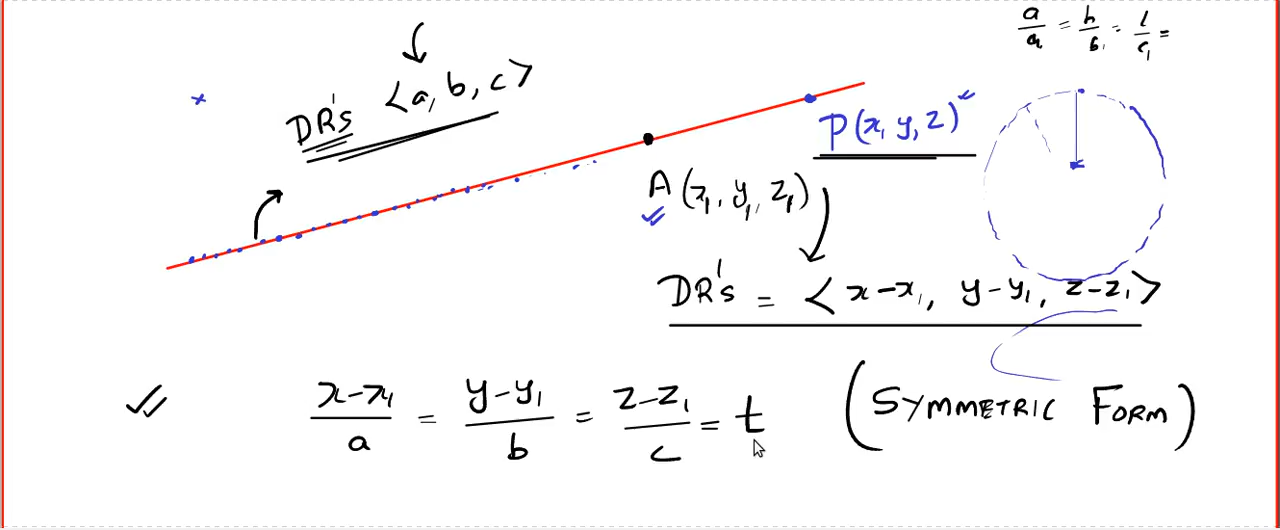 a/a₁ = b/b₁ = c/c₁ =
DR's <a, b, c>
P(x, y, z)
A (x₁, y₁, z₁)
DR's = <x-x₁, y-y₁, z-z₁>
x-x₁/a = y-y₁/b = z-z₁/c = t (SYMMETRIC FORM)